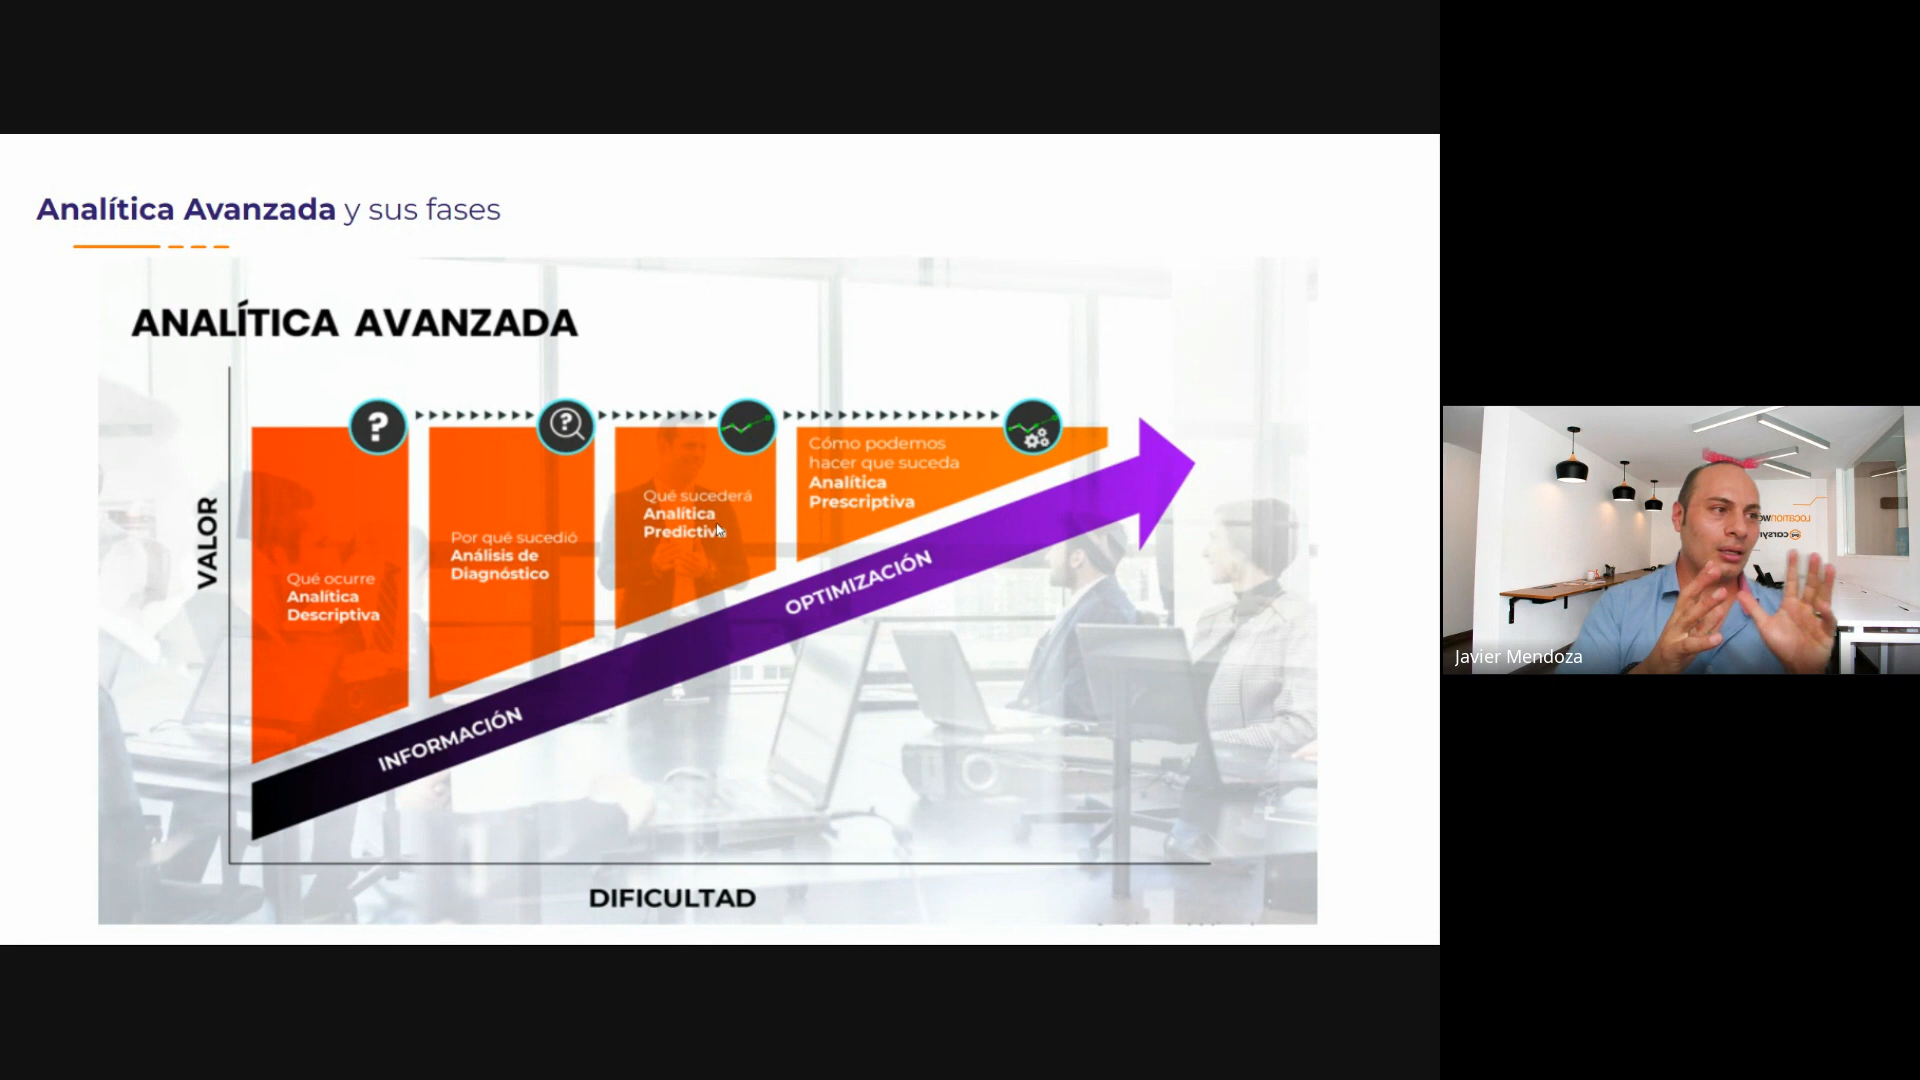 Analítica Avanzada y sus fases
ANALÍTICA AVANZADA
VALOR
Qué ocurre
Analítica
Descriptiva
Por qué sucedió
Análisis de
Diagnóstico
Qué sucederá
Analítica
Predictiva
Cómo podemos
hacer que suceda
Analítica
Prescriptiva
INFORMACIÓN
OPTIMIZACIÓN
DIFICULTAD
Javier Mendoza